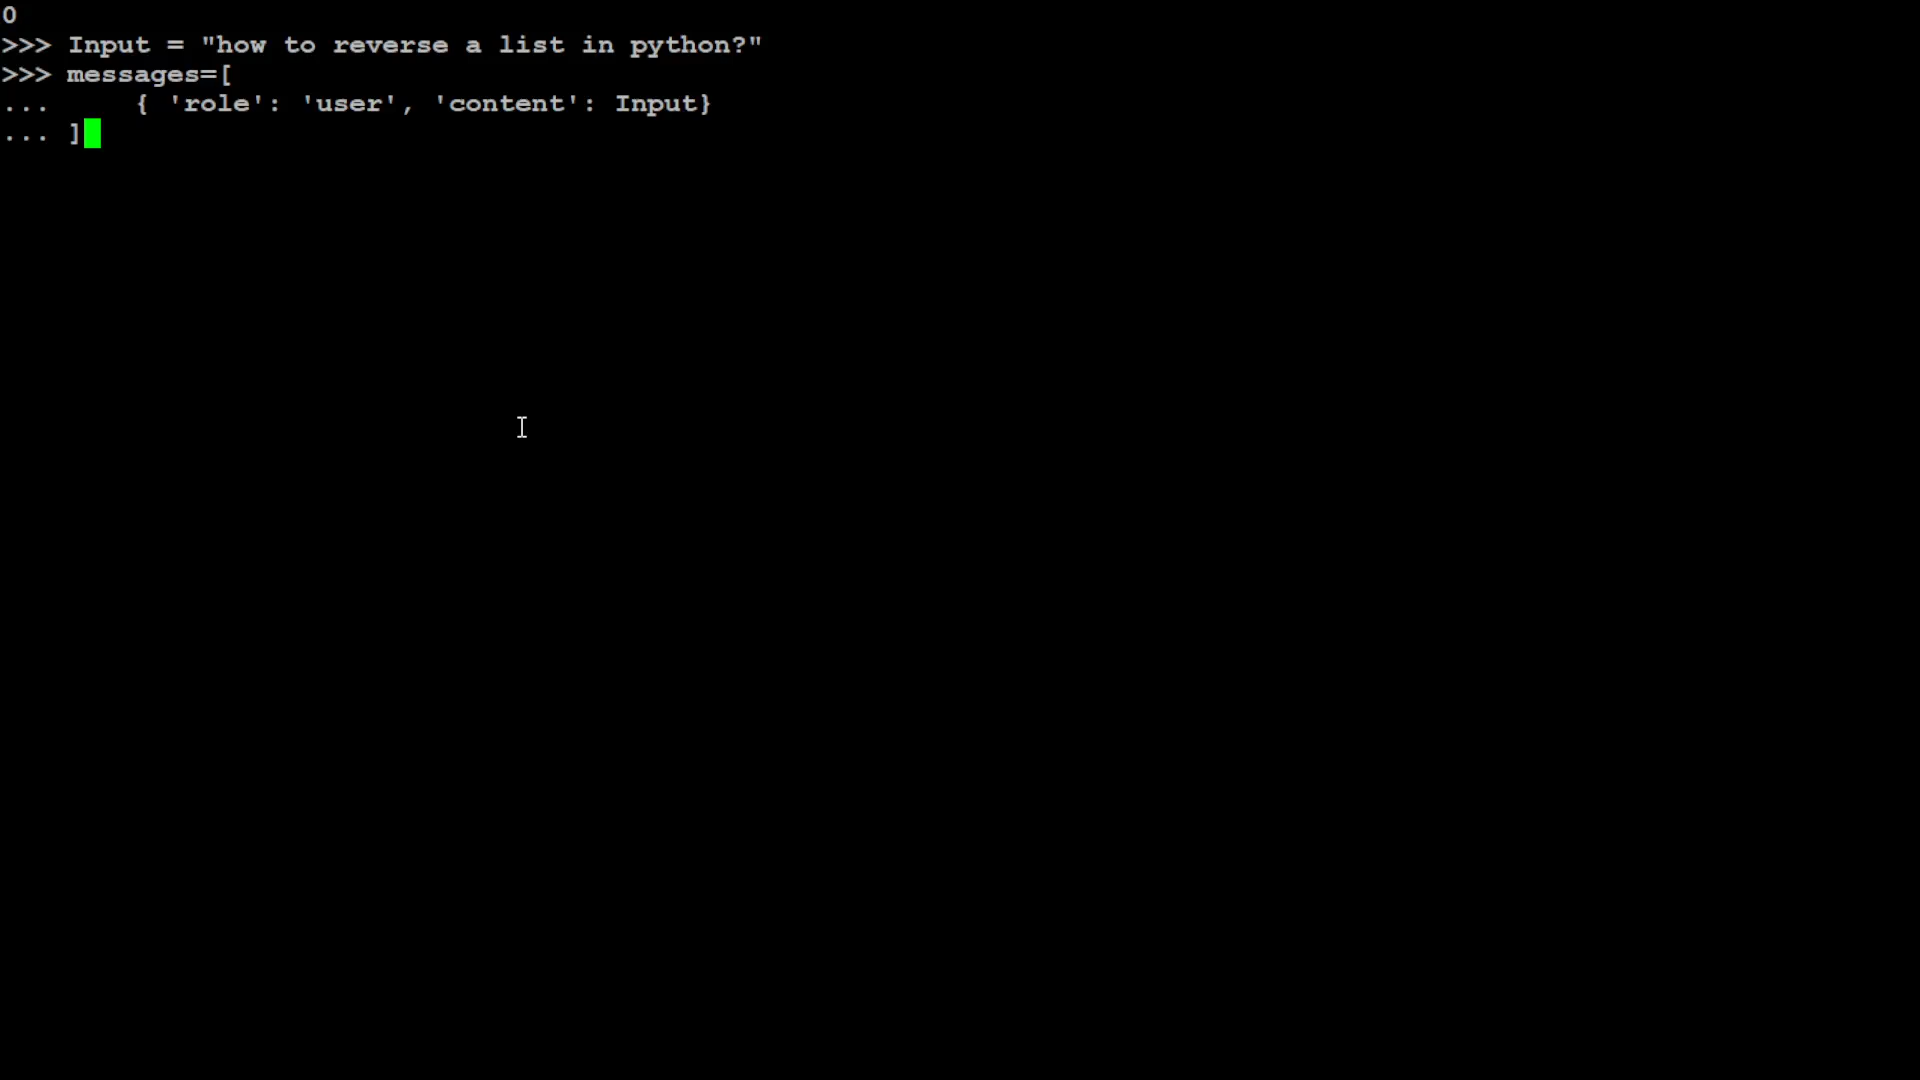 0
>>> Input = "how to reverse a list in python?"
>>> messages=[
...     { 'role': 'user', 'content': Input}
... ]